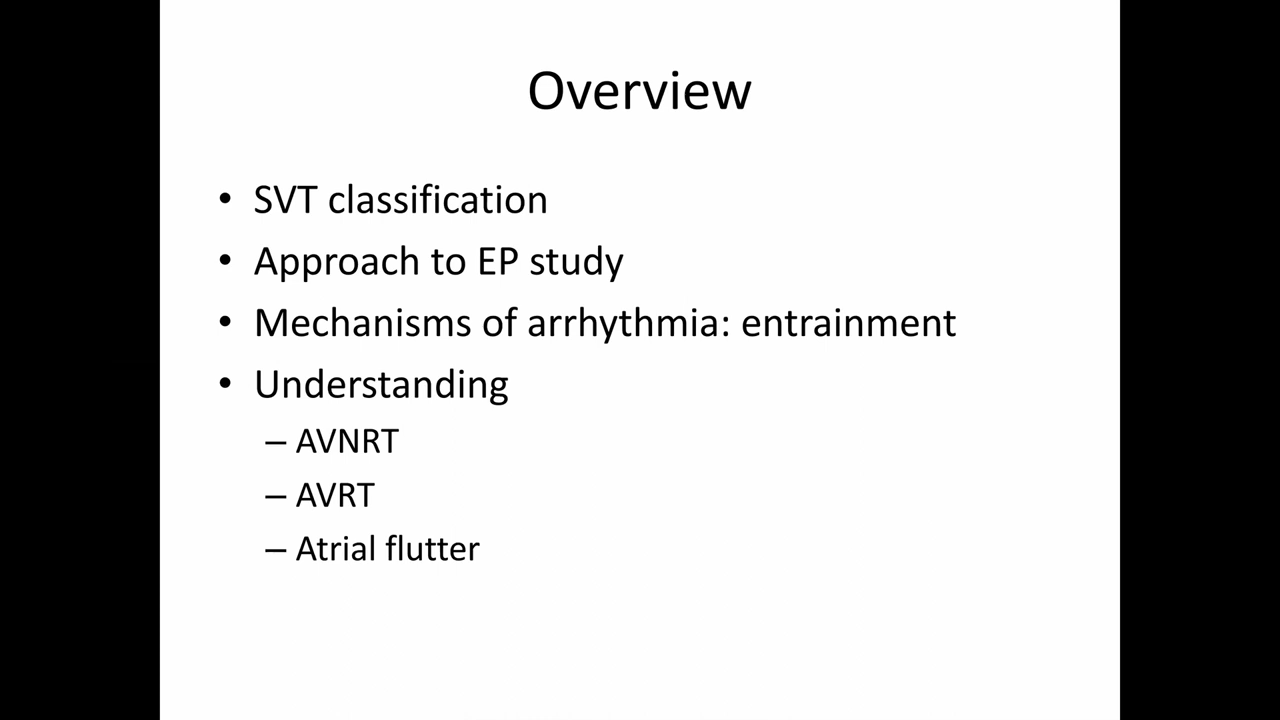 Overview
• SVT classification
• Approach to EP study
• Mechanisms of arrhythmia: entrainment
• Understanding
– AVNRT
– AVRT
– Atrial flutter